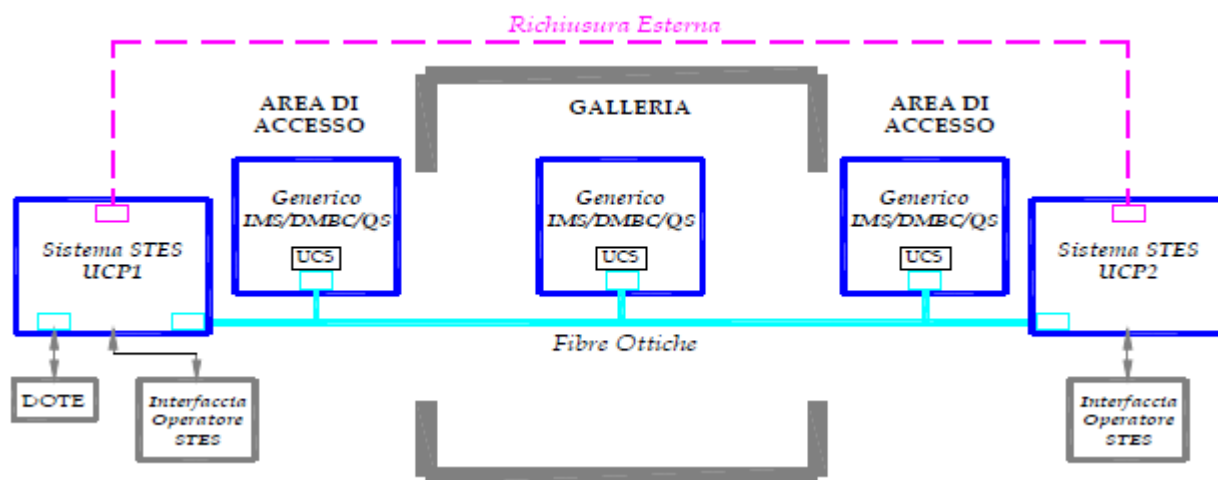 Richiusura Esterna
AREA DI
ACCESSO
GALLERIA
AREA DI
ACCESSO
Generico
IMS/DMBC/QS
UCS
Generico
IMS/DMBC/QS
UCS
Generico
IMS/DMBC/QS
UCS
Sistema STES
UCP1
Sistema STES
UCP2
Fibre Ottiche
DOTE
Interfaccia
Operatore
STES
Interfaccia
Operatore
STES